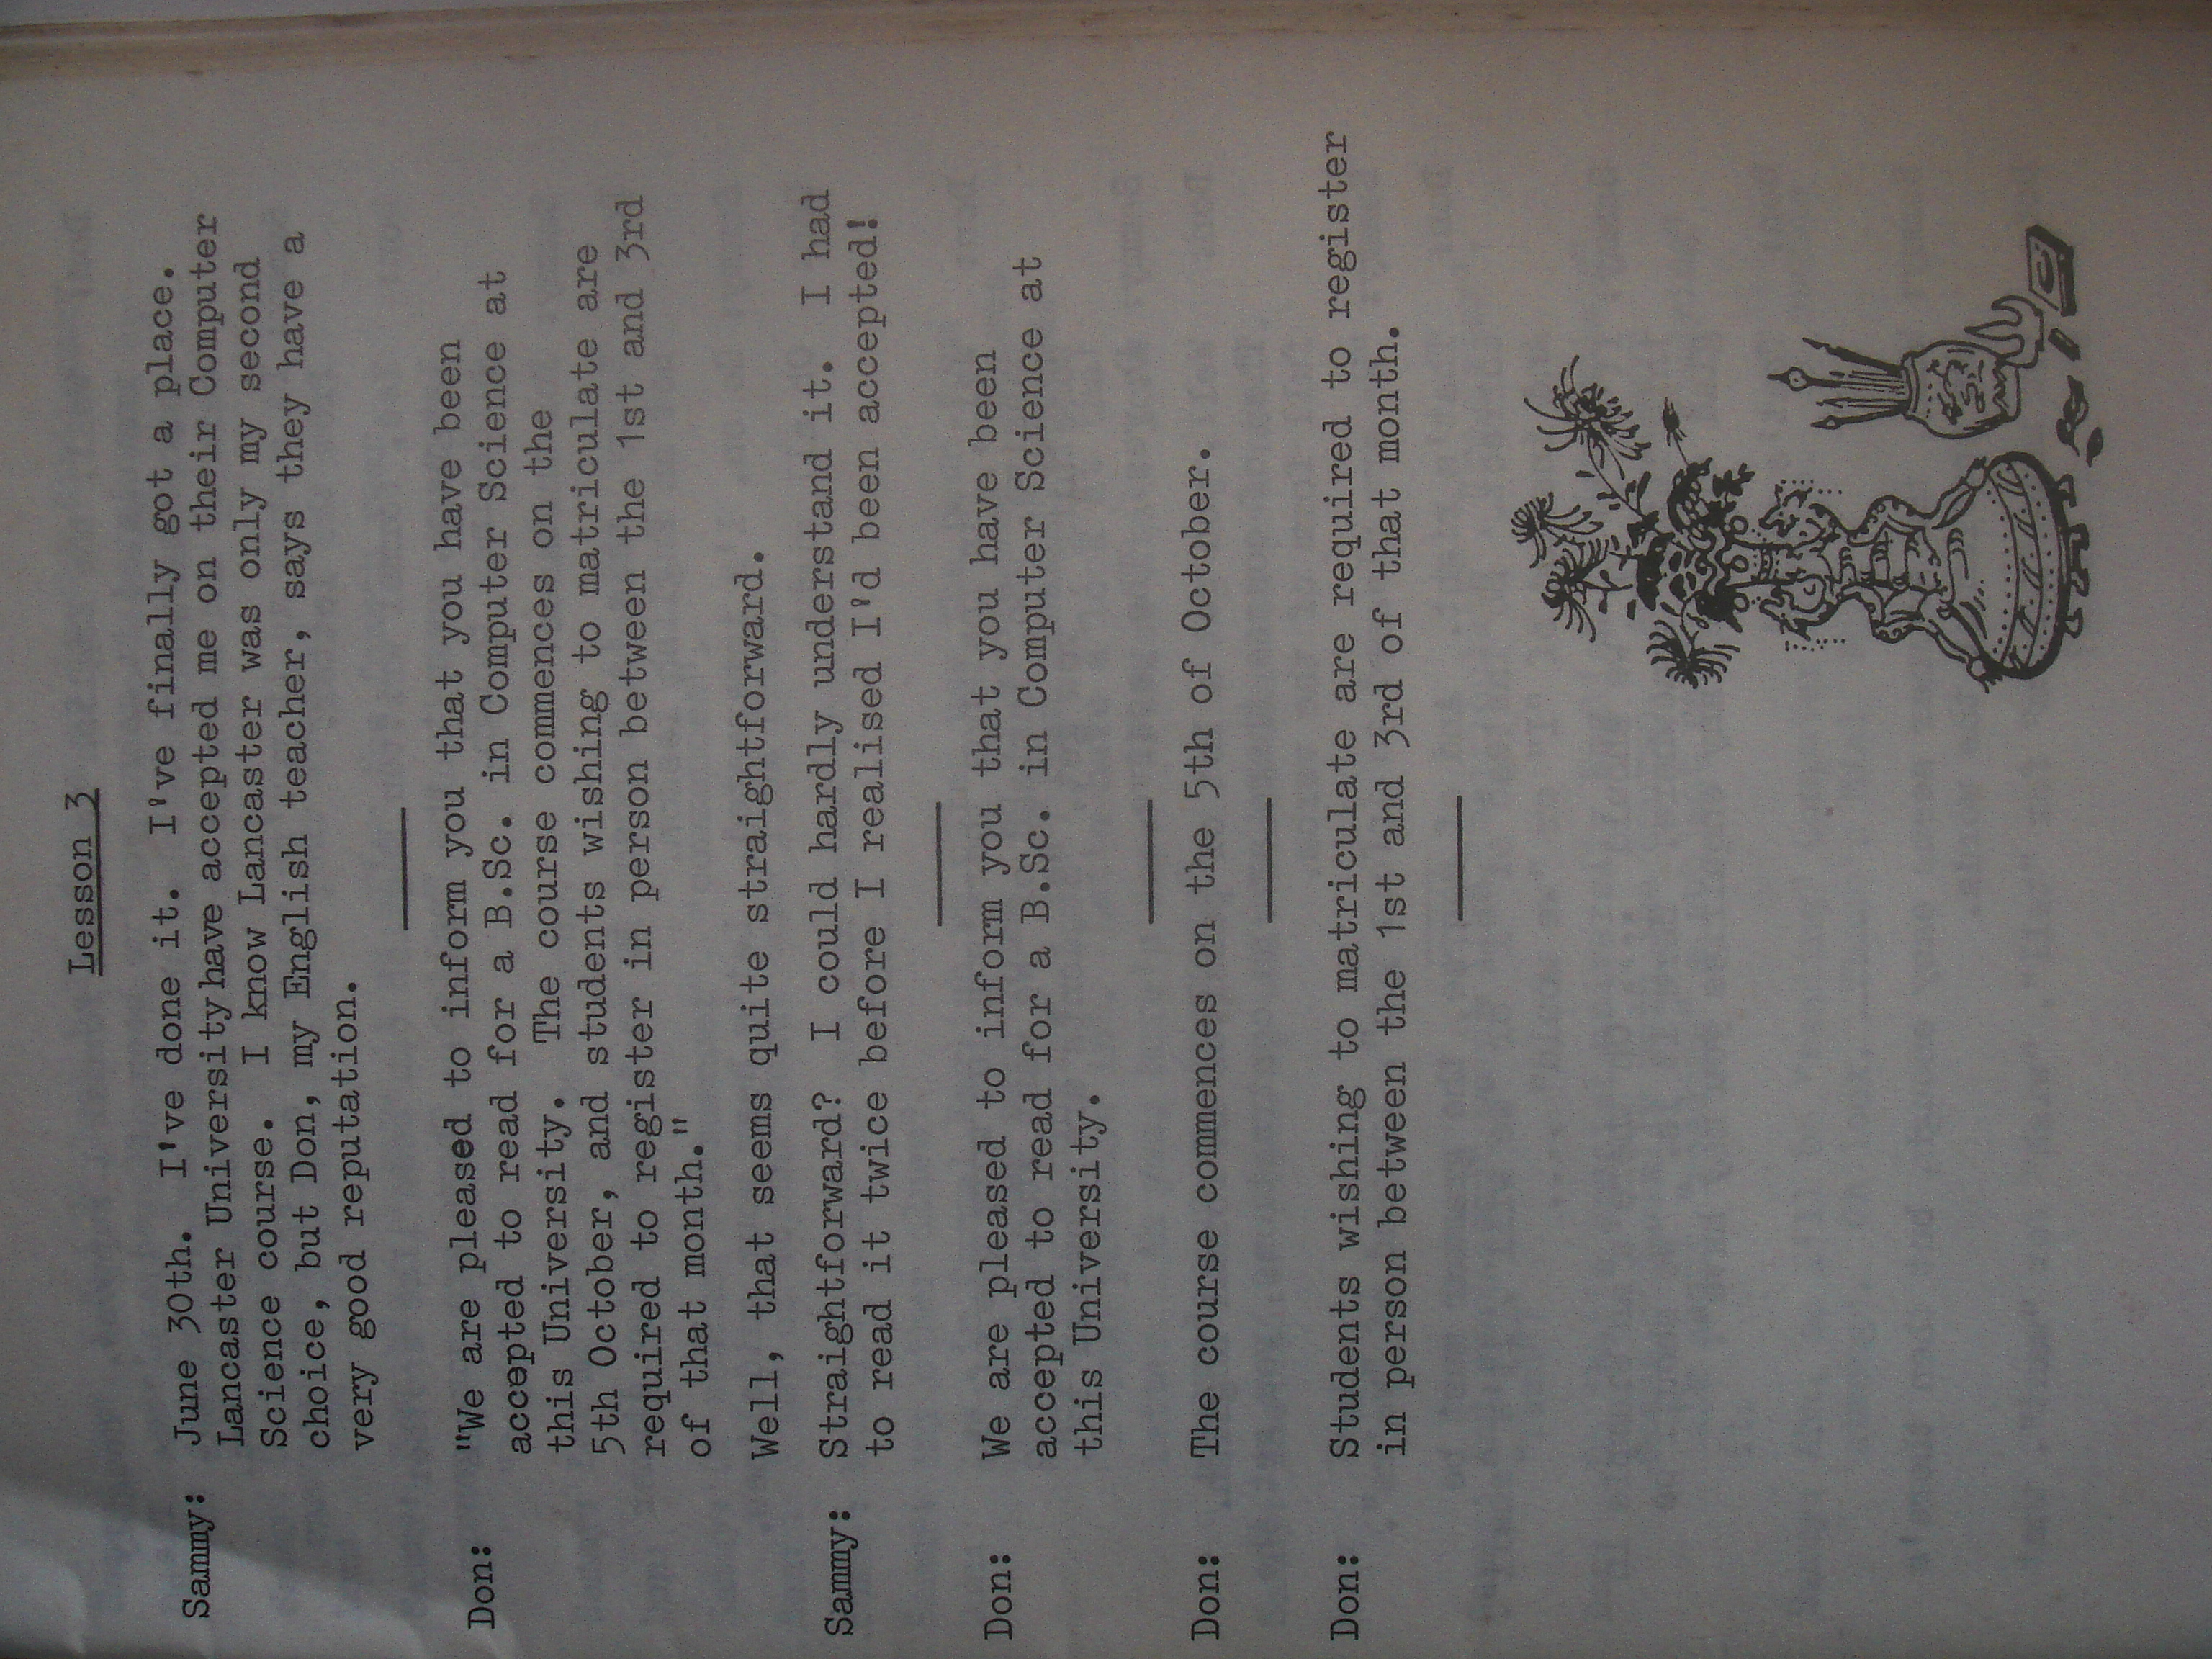 Lesson 3
Sammy: June 30th. I've done it. I've finally got a place.
Lancaster University have accepted me on their Computer
Science course. I know Lancaster was only my second
choice, but Don, my English teacher, says they have a
very good reputation.
Don: "We are pleased to inform you that you have been
accepted to read for a B.Sc. in Computer Science at
this University. The course commences on the
5th October, and students wishing to matriculate are
required to register in person between the 1st and 3rd
of that month."
Well, that seems quite straightforward.
Sammy: Straightforward? I could hardly understand it. I had
to read it twice before I realised I'd been accepted!
Don: We are pleased to inform you that you have been
accepted to read for a B.Sc. in Computer Science at
this University.
Don: The course commences on the 5th of October.
Don: Students wishing to matriculate are required to register
in person between the 1st and 3rd of that month.